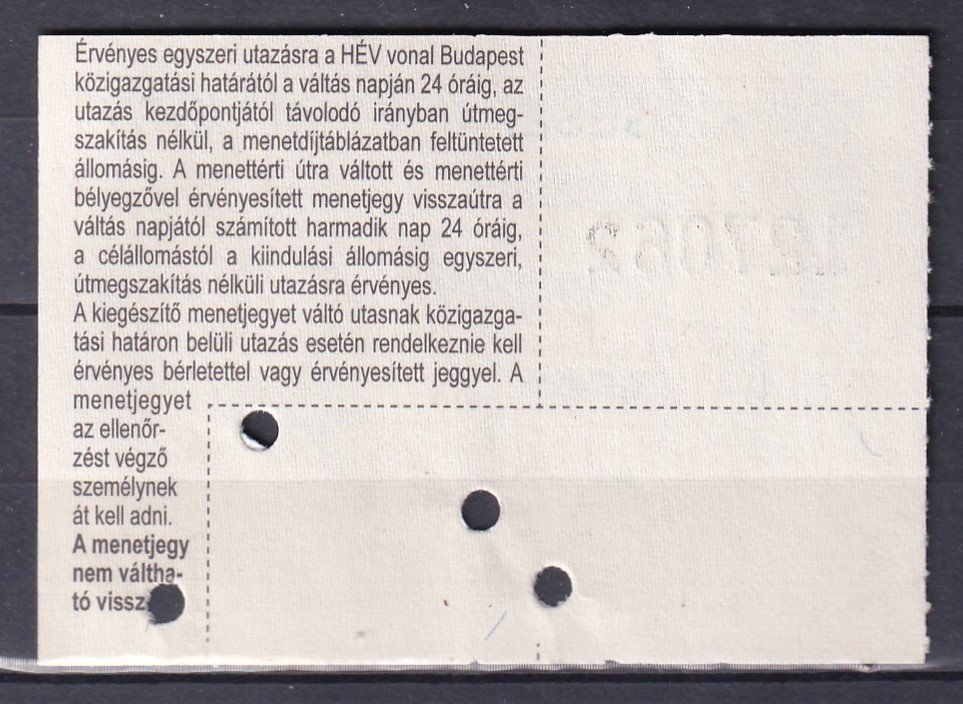 Érvényes egyszeri utazásra a HÉV vonal Budapest
közigazgatási határától a váltás napján 24 óráig, az
utazás kezdőpontjától távolodó irányban útmeg-
szakítás nélkül, a menetdíjtáblázatban feltüntetett
állomásig. A menettérti útra váltott és menettérti
bélyegzővel érvényesített menetjegy visszaútra a
váltás napjától számított harmadik nap 24 óráig,
a célállomástól a kiindulási állomásig egyszeri,
útmegszakítás nélküli utazásra érvényes.
A kiegészítő menetjegyet váltó utasnak közigazga-
tási határon belüli utazás esetén rendelkeznie kell
érvényes bérletettel vagy érvényesített jeggyel. A
menetjegyet
az ellenőr-
zést végző
személynek
át kell adni.
A menetjegy
nem váltha-
tó vissz